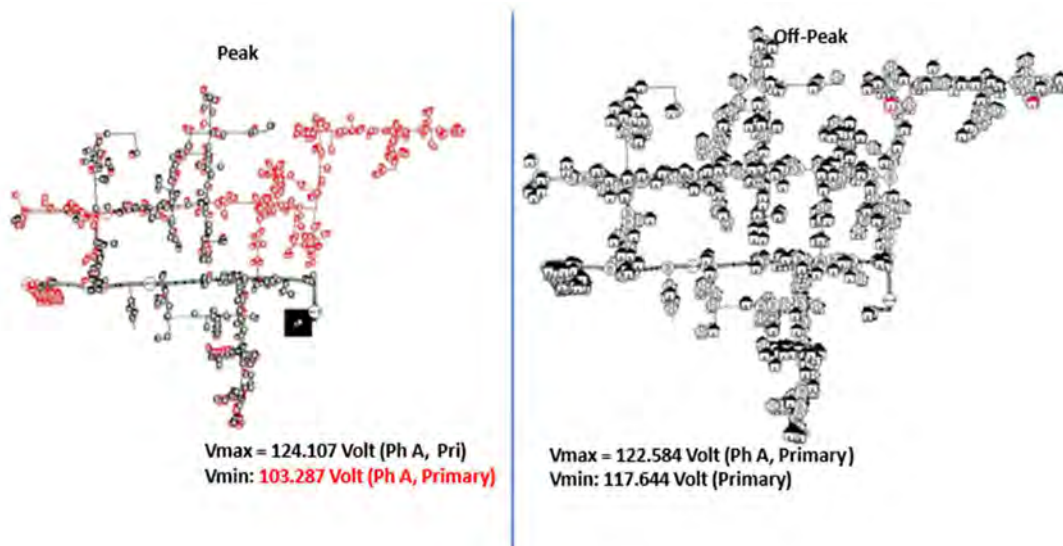 Peak
Vmax = 124.107 Volt (Ph A, Pri)
Vmin: 103.287 Volt (Ph A, Primary)
Off-Peak
Vmax = 122.584 Volt (Ph A, Primary)
Vmin: 117.644 Volt (Primary)